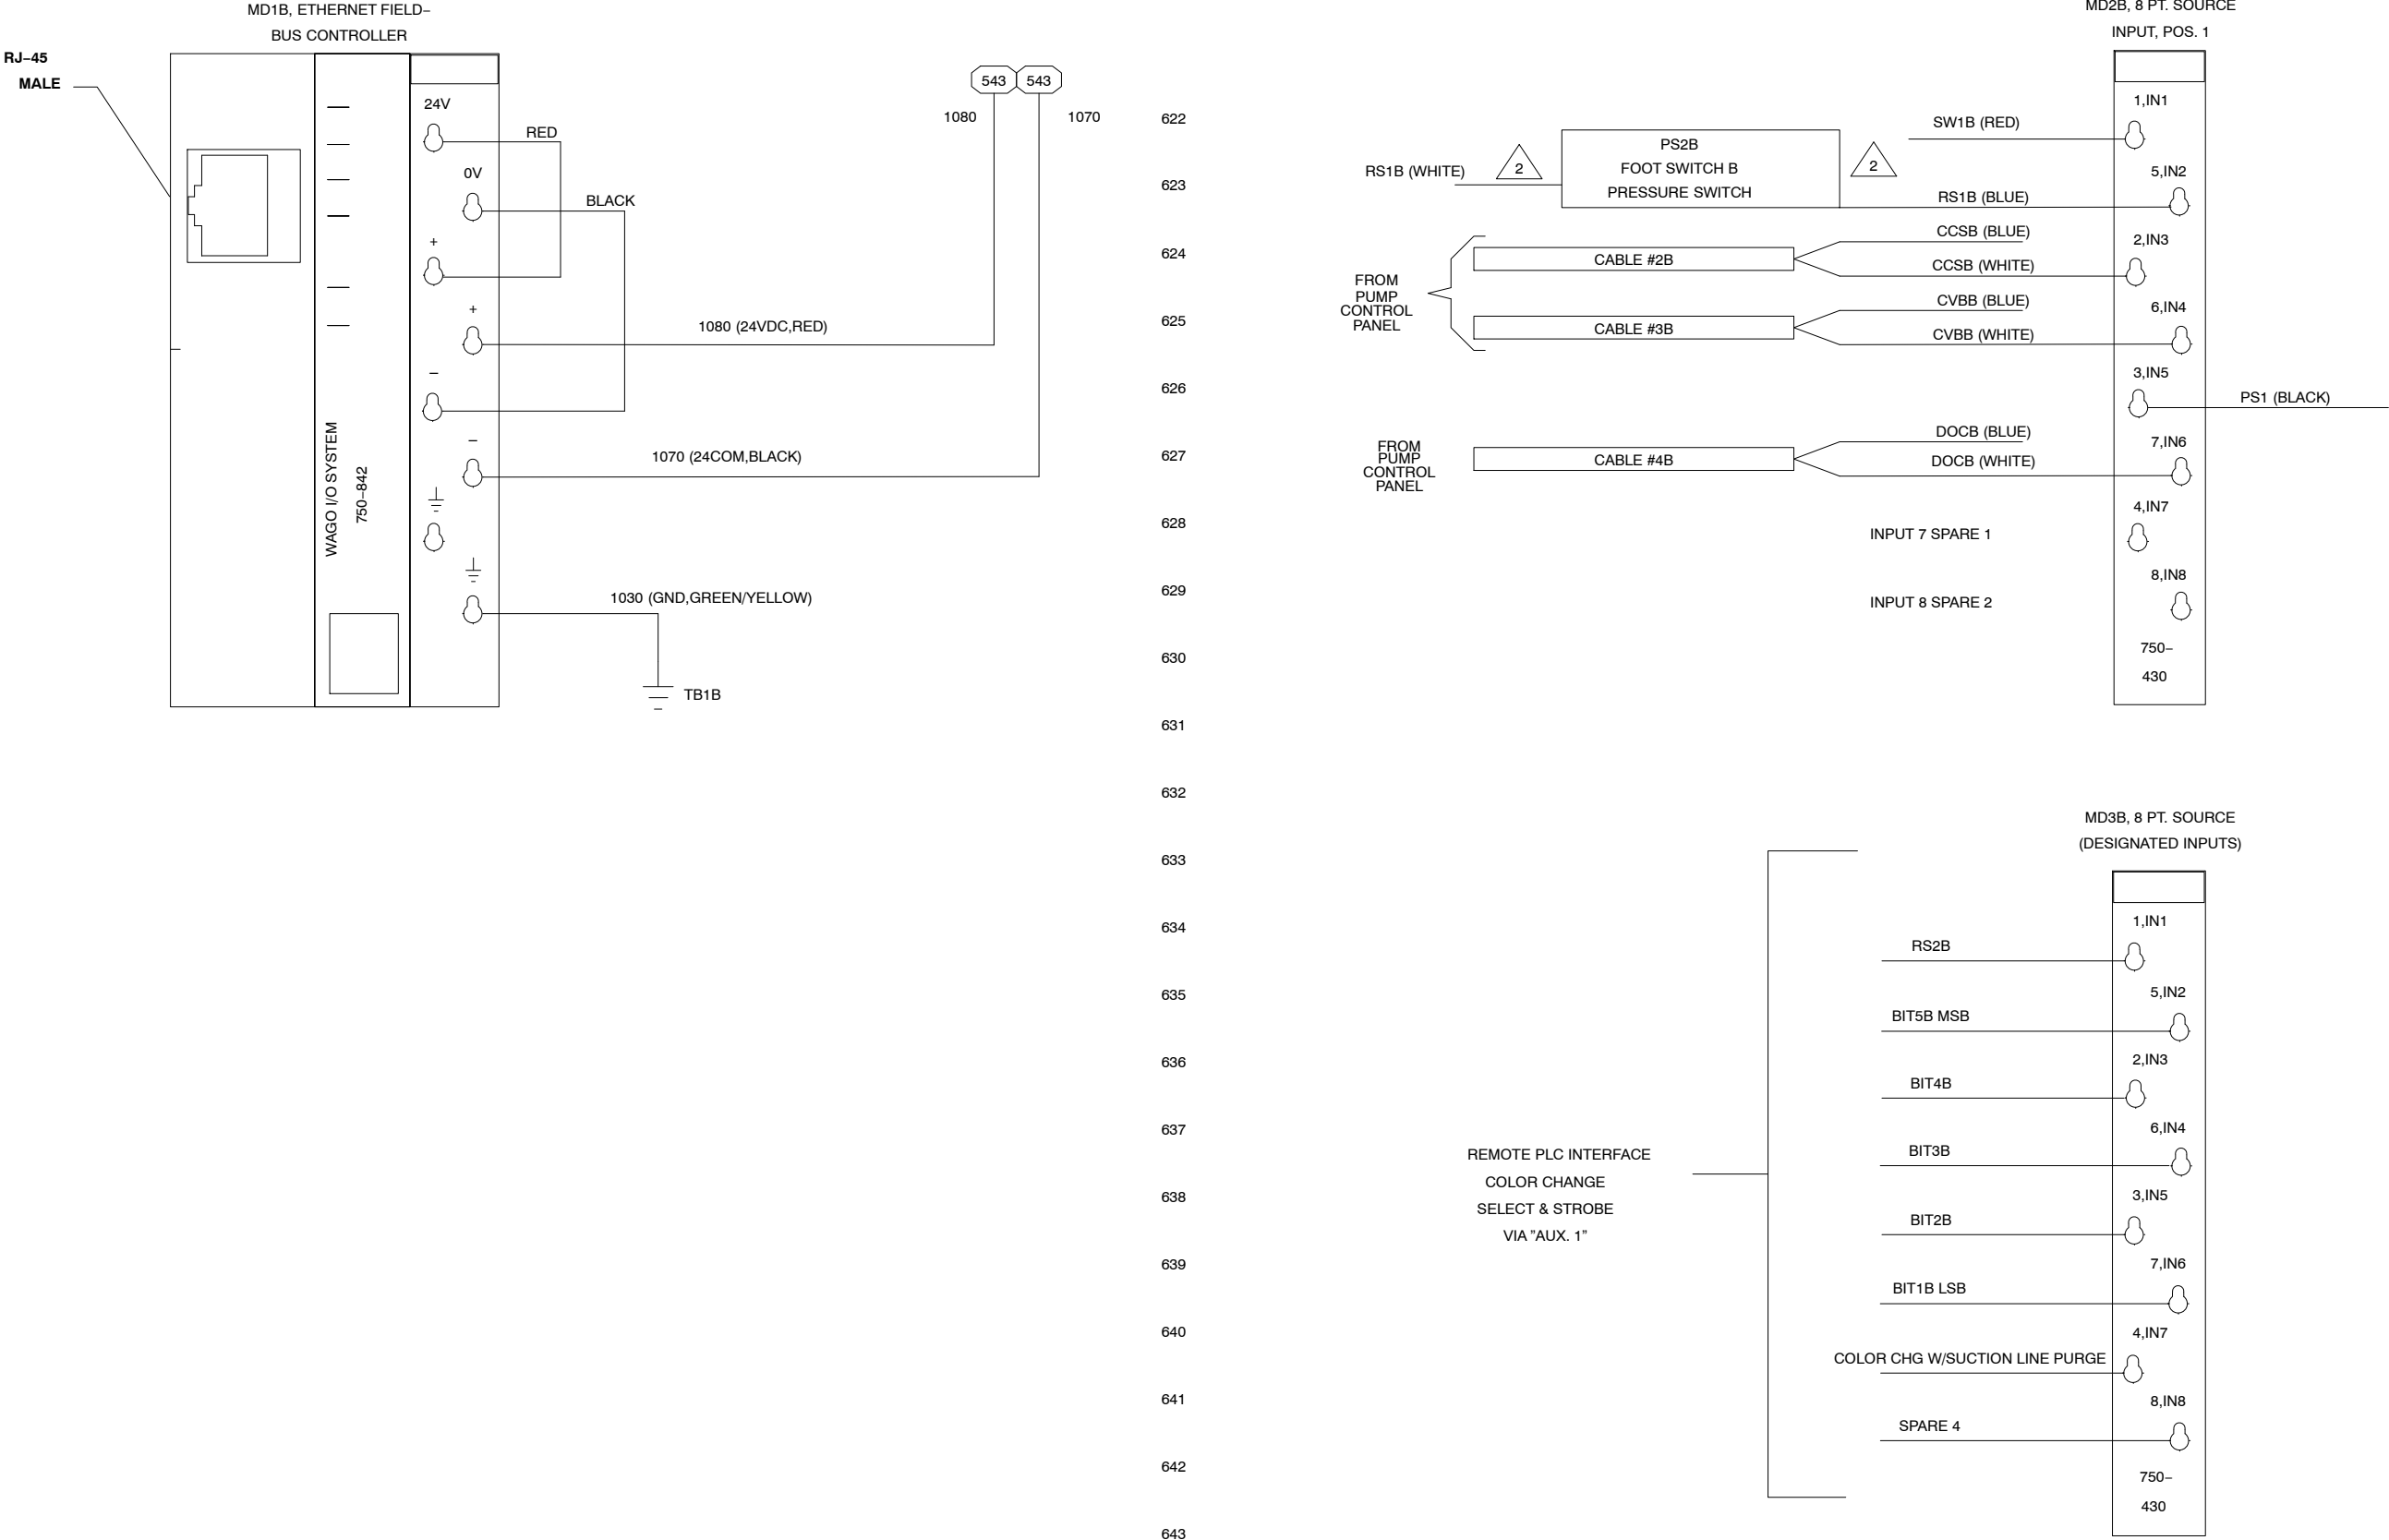 MD1B, ETHERNET FIELD–
BUS CONTROLLER
RJ–45
MALE
24V
RED
0V
BLACK
+
+
1080 (24VDC,RED)
–
–
1070 (24COM,BLACK)
1030 (GND,GREEN/YELLOW)
TB1B
WAGO I/O SYSTEM
750–842
543
543
1080
1070
622
623
624
625
626
627
628
629
630
631
632
633
634
635
636
637
638
639
640
641
642
643
MD2B, 8 PT. SOURCE
INPUT, POS. 1
1,IN1
SW1B (RED)
PS2B
FOOT SWITCH B
PRESSURE SWITCH
RS1B (WHITE)
2
2
5,IN2
RS1B (BLUE)
CCSB (BLUE)
2,IN3
CABLE #2B
CCSB (WHITE)
FROM
PUMP
CONTROL
PANEL
CVBB (BLUE)
6,IN4
CABLE #3B
CVBB (WHITE)
3,IN5
PS1 (BLACK)
DOCB (BLUE)
7,IN6
FROM
PUMP
CONTROL
PANEL
CABLE #4B
DOCB (WHITE)
4,IN7
INPUT 7 SPARE 1
8,IN8
INPUT 8 SPARE 2
750–
430
MD3B, 8 PT. SOURCE
(DESIGNATED INPUTS)
1,IN1
RS2B
5,IN2
BIT5B MSB
2,IN3
BIT4B
6,IN4
BIT3B
REMOTE PLC INTERFACE
COLOR CHANGE
SELECT & STROBE
VIA ”AUX. 1”
3,IN5
BIT2B
7,IN6
BIT1B LSB
4,IN7
COLOR CHG W/SUCTION LINE PURGE
8,IN8
SPARE 4
750–
430